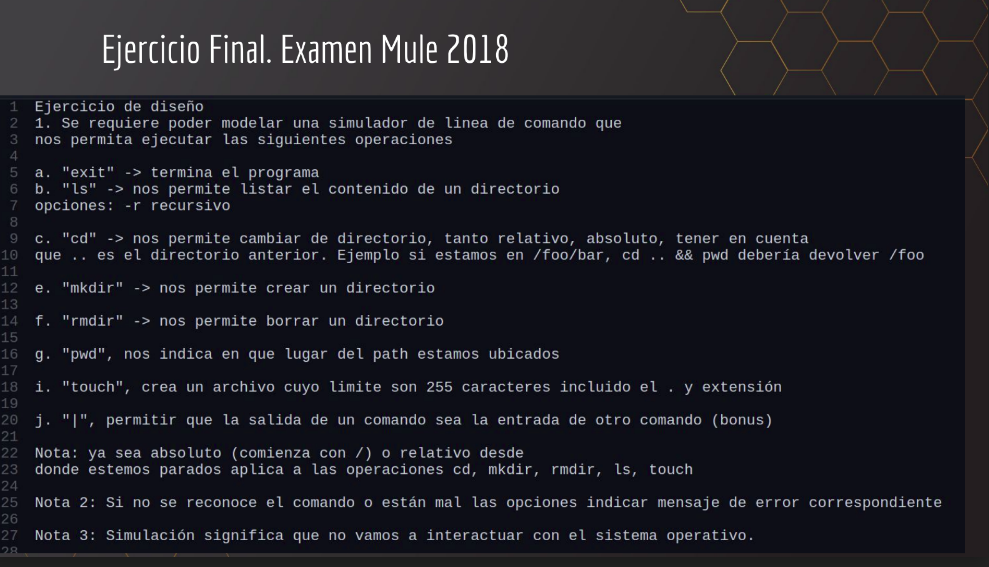 Ejercicio Final. Examen Mule 2018
1 Ejercicio de diseño
2 1. Se requiere poder modelar una simulador de linea de comando que
3 nos permita ejecutar las siguientes operaciones
4
5 a. "exit" -> termina el programa
6 b. "ls" -> nos permite listar el contenido de un directorio
7 opciones: -r recursivo
8
9 c. "cd" -> nos permite cambiar de directorio, tanto relativo, absoluto, tener en cuenta
10 que .. es el directorio anterior. Ejemplo si estamos en /foo/bar, cd .. && pwd debería devolver /foo
11
12 e. "mkdir" -> nos permite crear un directorio
13
14 f. "rmdir" -> nos permite borrar un directorio
15
16 g. "pwd", nos indica en que lugar del path estamos ubicados
17
18 i. "touch", crea un archivo cuyo limite son 255 caracteres incluido el . y extensión
19
20 j. "|", permitir que la salida de un comando sea la entrada de otro comando (bonus)
21
22 Nota: ya sea absoluto (comienza con /) o relativo desde
23 donde estemos parados aplica a las operaciones cd, mkdir, rmdir, ls, touch
24
25 Nota 2: Si no se reconoce el comando o están mal las opciones indicar mensaje de error correspondiente
26
27 Nota 3: Simulación significa que no vamos a interactuar con el sistema operativo.
28